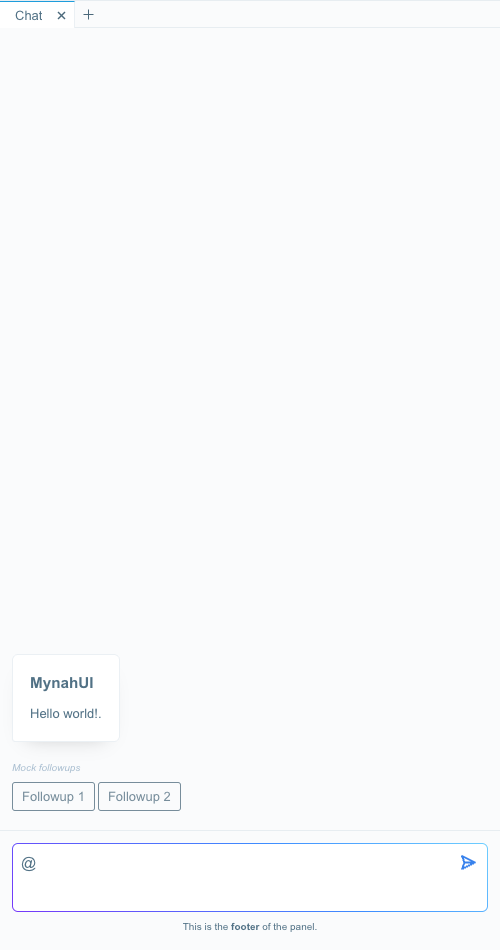 Chat
MynahUI
Hello world!.
Mock followups
Followup 1 Followup 2
@
This is the footer of the panel.